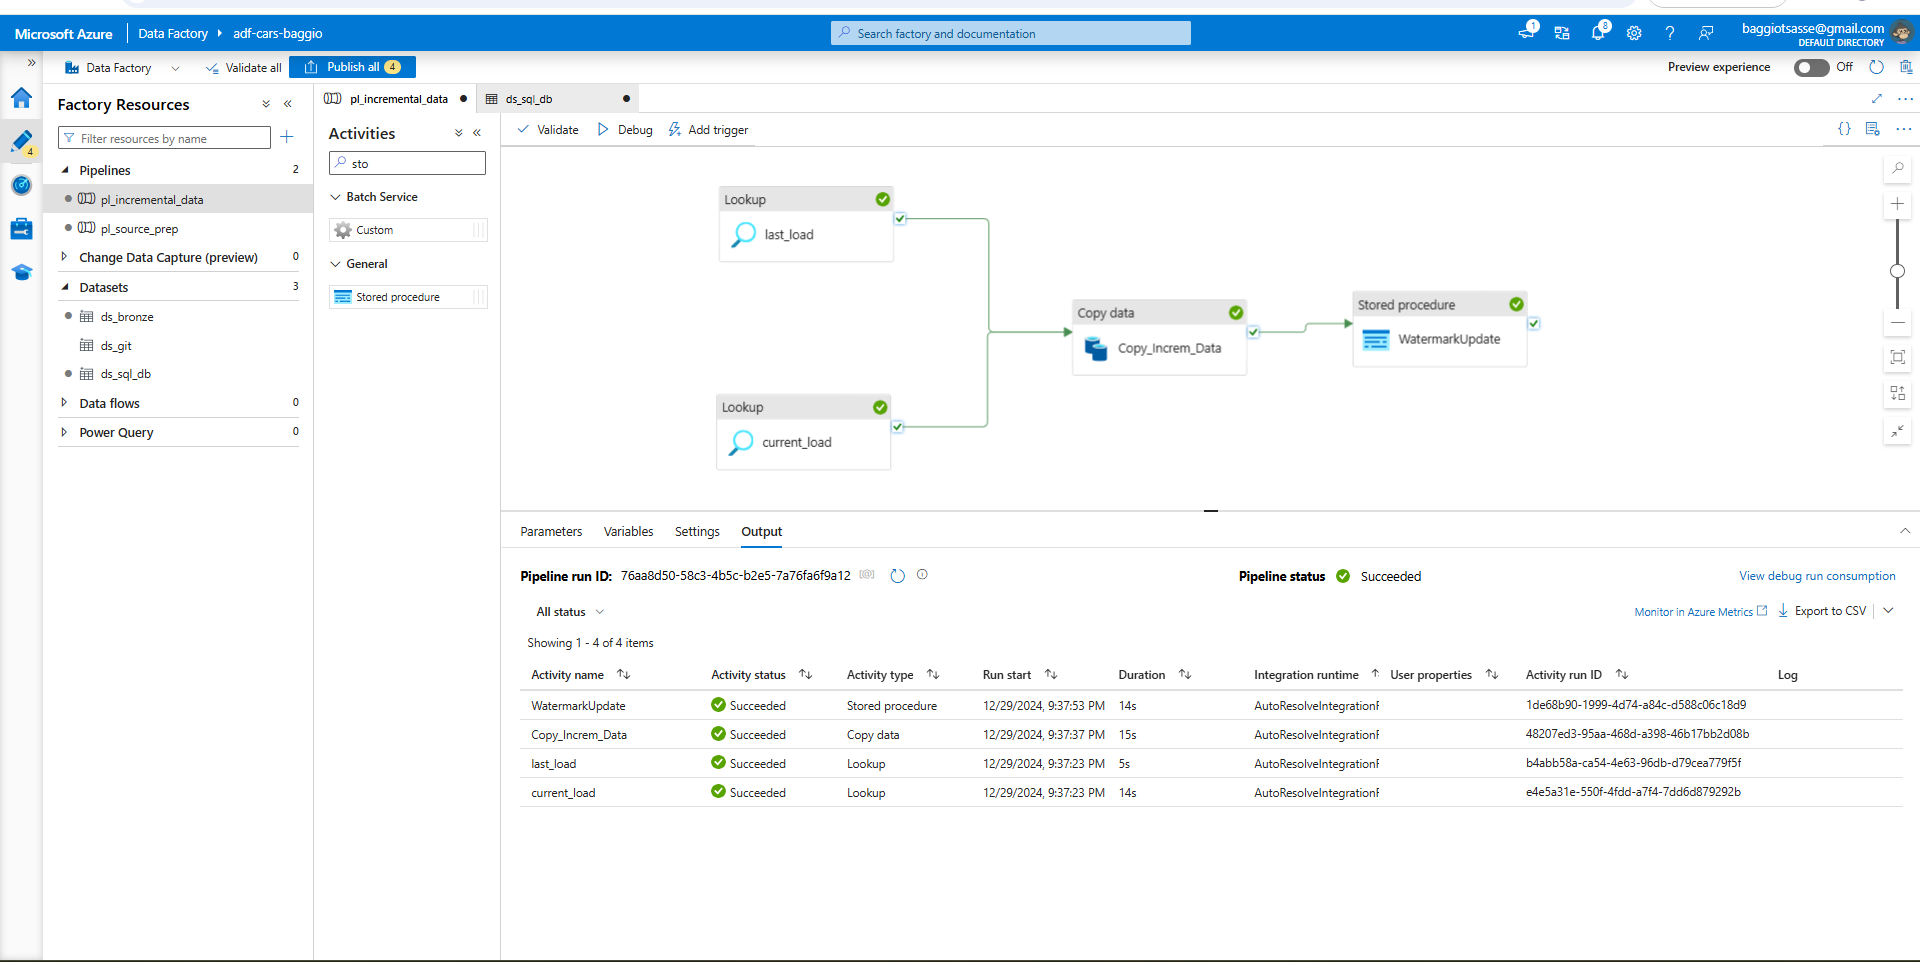 Microsoft Azure
Data Factory
adf-cars-baggio
Search factory and documentation
1
8
baggiotsasse@gmail.com
DEFAULT DIRECTORY
Data Factory
Validate all
Publish all 4
Preview experience
Off
4
Factory Resources
Filter resources by name
Pipelines 2
pl_incremental_data
pl_source_prep
Change Data Capture (preview) 0
Datasets 3
ds_bronze
ds_git
ds_sql_db
Data flows 0
Power Query 0
pl_incremental_data
ds_sql_db
Activities
sto
Batch Service
Custom
General
Stored procedure
Validate
Debug
Add trigger
Lookup
last_load
Lookup
current_load
Copy data
Copy_Increm_Data
Stored procedure
WatermarkUpdate
Parameters Variables Settings Output
Pipeline run ID: 76aa8d50-58c3-4b5c-b2e5-7a76fa6f9a12
Pipeline status Succeeded
View debug run consumption
All status
Monitor in Azure Metrics
Export to CSV
Showing 1 - 4 of 4 items
Activity name Activity status Activity type Run start Duration Integration runtime User properties Activity run ID Log
WatermarkUpdate Succeeded Stored procedure 12/29/2024, 9:37:53 PM 14s AutoResolveIntegrationR 1de68b90-1999-4d74-a84c-d588c06c18d9
Copy_Increm_Data Succeeded Copy data 12/29/2024, 9:37:37 PM 15s AutoResolveIntegrationR 48207ed3-95aa-468d-a398-46b17bb2d08b
last_load Succeeded Lookup 12/29/2024, 9:37:23 PM 5s AutoResolveIntegrationR b4abb58a-ca54-4e63-96db-d79cea779f5f
current_load Succeeded Lookup 12/29/2024, 9:37:23 PM 14s AutoResolveIntegrationR e4e5a31e-550f-4fdd-a7f4-7dd6d879292b